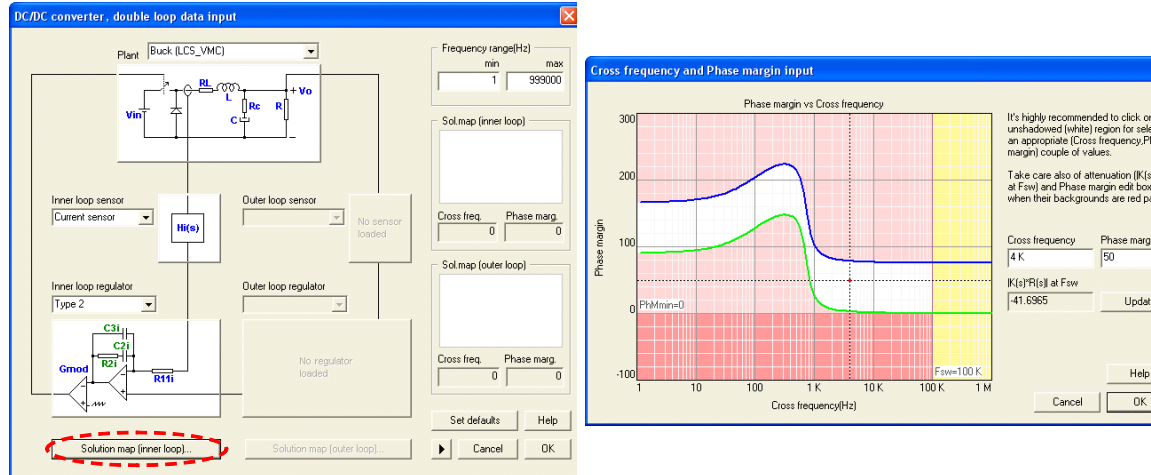 DC/DC converter, double loop data input
Plant
Buck (LCS_VMC)
RL
L
+ Vo
Rc
R
Vin
C
Inner loop sensor
Current sensor
Hi(s)
Outer loop sensor
No sensor
loaded
Inner loop regulator
Type 2
C3i
C2i
R2i
Gmod
R11i
Outer loop regulator
No regulator
loaded
Solution map (inner loop)...
Solution map (outer loop)...
Frequency range(Hz)
min max
1 999000
Sol.map (inner loop)
Cross freq. Phase marg.
0 0
Sol.map (outer loop)
Cross freq. Phase marg.
0 0
Set defaults Help
Cancel OK
Cross frequency and Phase margin input
Phase margin vs Cross frequency
300
200
100
0
-100
Phase margin
PhMmin=0
Fsw=100 K
1 10 100 1 K 10 K 100 K 1 M
Cross frequency(Hz)
It's highly recommended to click on
unshadowed (white) region for sele
an appropriate (Cross frequency,Ph
margin) couple of values.
Take care also of attenuation (|K(s
at Fsw) and Phase margin edit box
when their backgrounds are red pa
Cross frequency Phase marg
4 K 50
|K(s)*R(s)| at Fsw
-41.6965 Updat
Help
Cancel OK